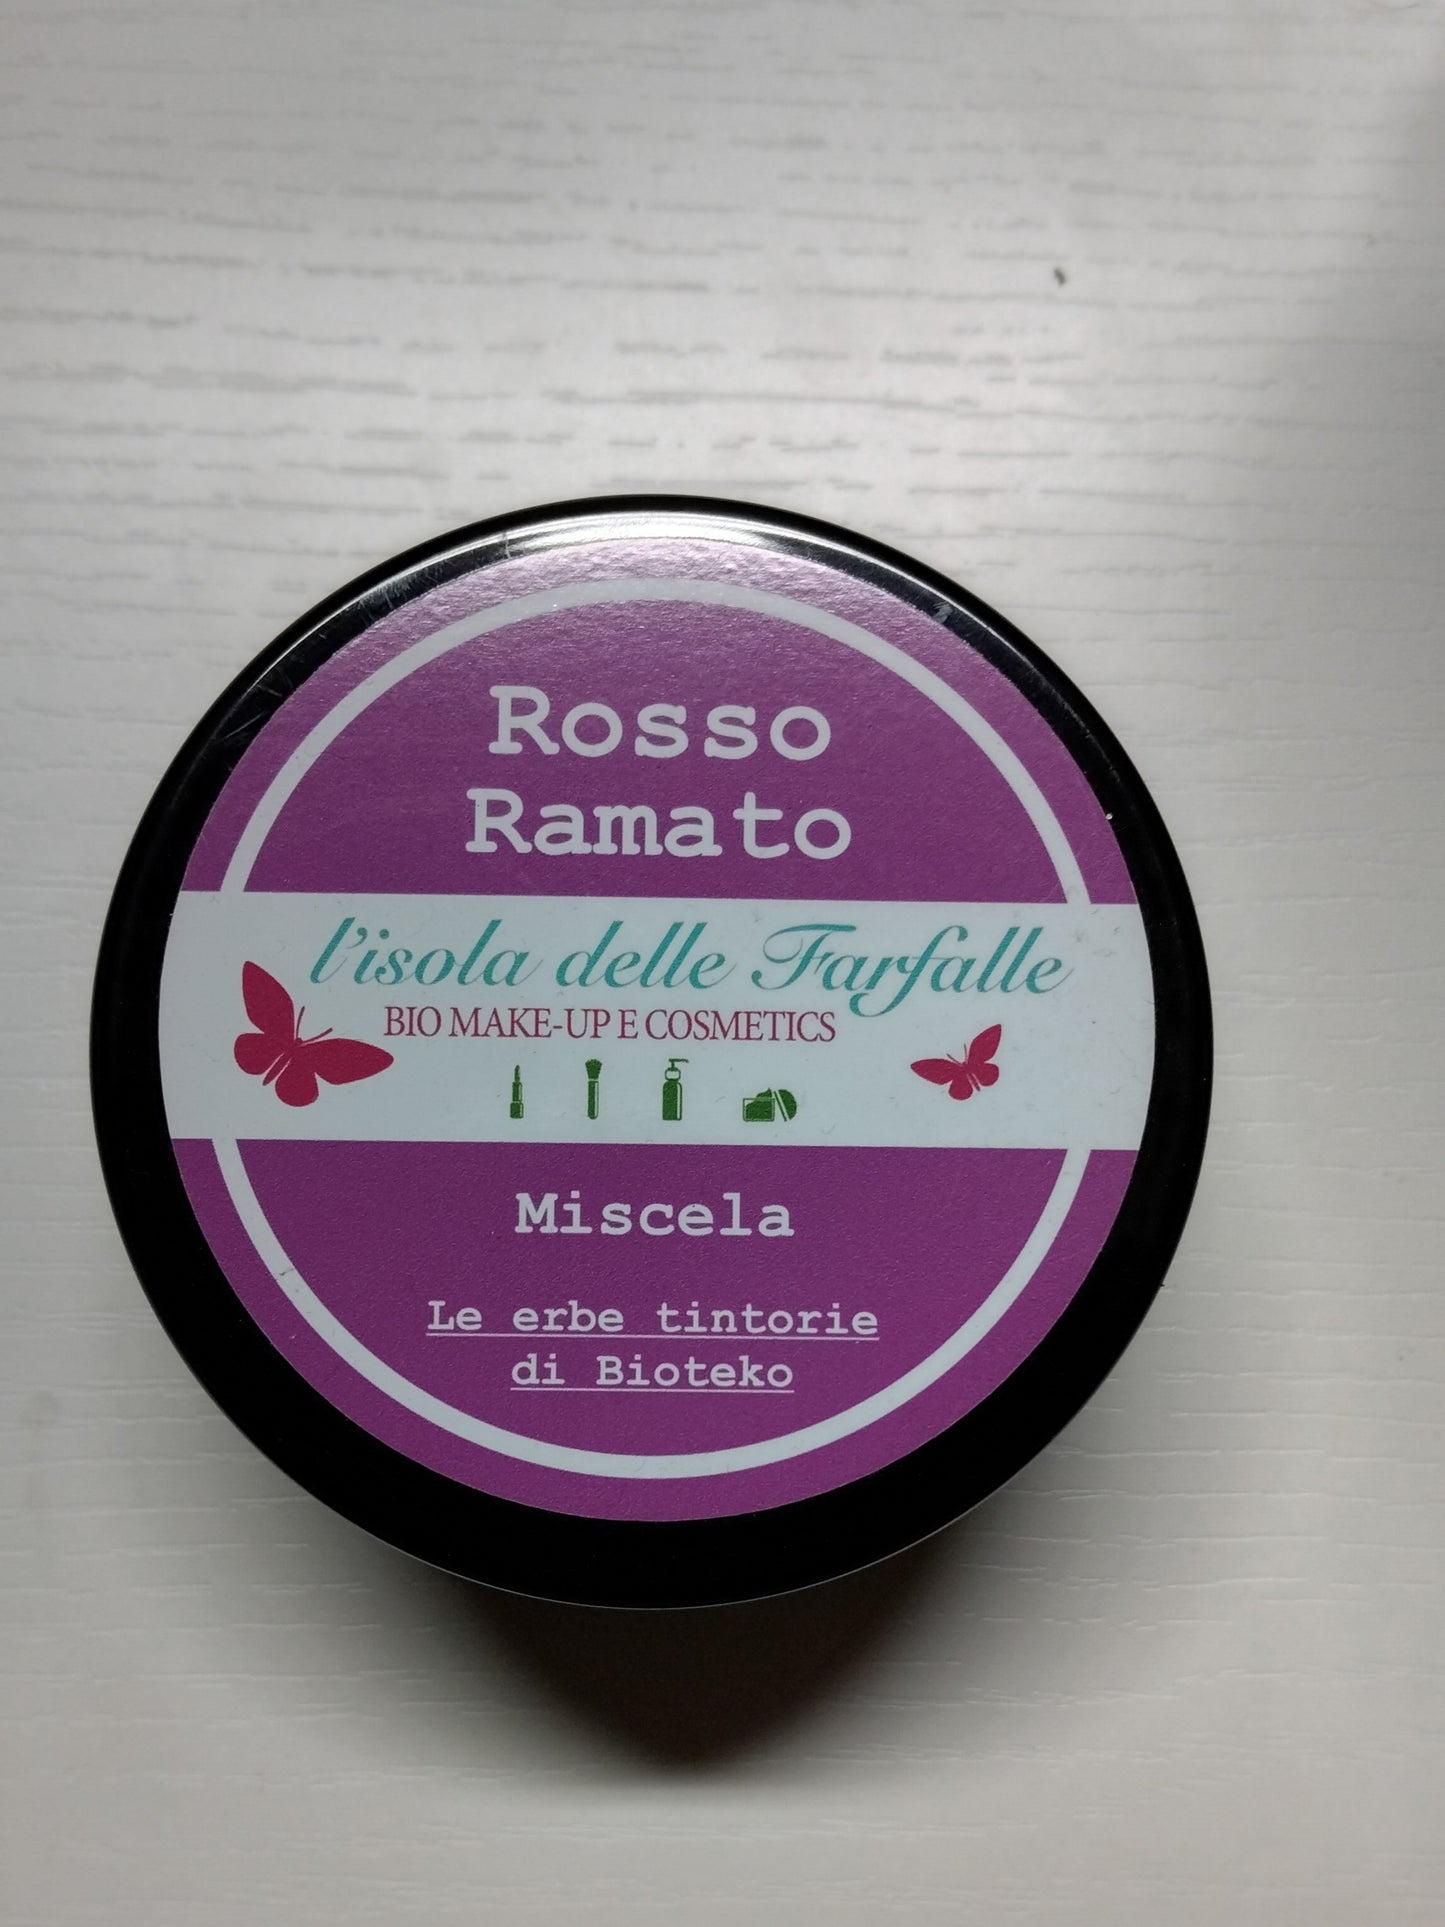 Rosso
Ramato
l'isola delle Farfalle
BIO MAKE-UP E COSMETICS
Miscela
Le erbe tintorie
di Bioteko